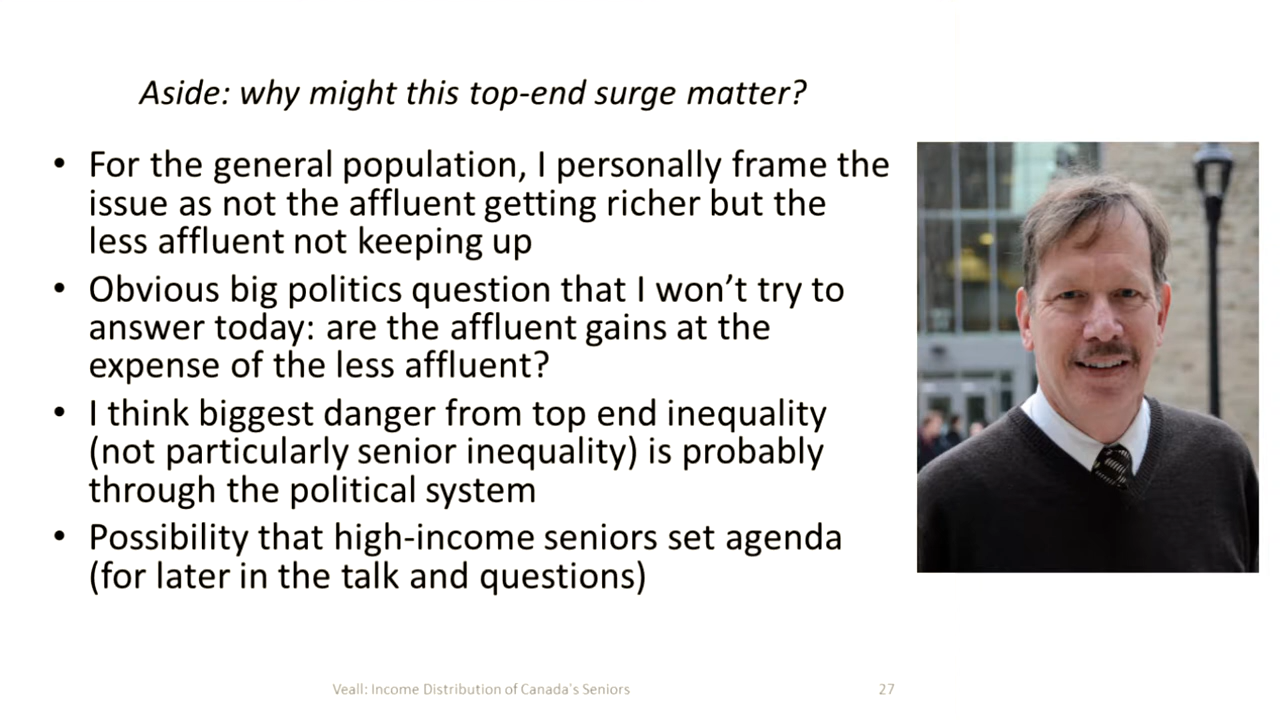 Aside: why might this top-end surge matter?
• For the general population, I personally frame the
issue as not the affluent getting richer but the
less affluent not keeping up
• Obvious big politics question that I won’t try to
answer today: are the affluent gains at the
expense of the less affluent?
• I think biggest danger from top end inequality
(not particularly senior inequality) is probably
through the political system
• Possibility that high-income seniors set agenda
(for later in the talk and questions)
Veall: Income Distribution of Canada`s Seniors
27